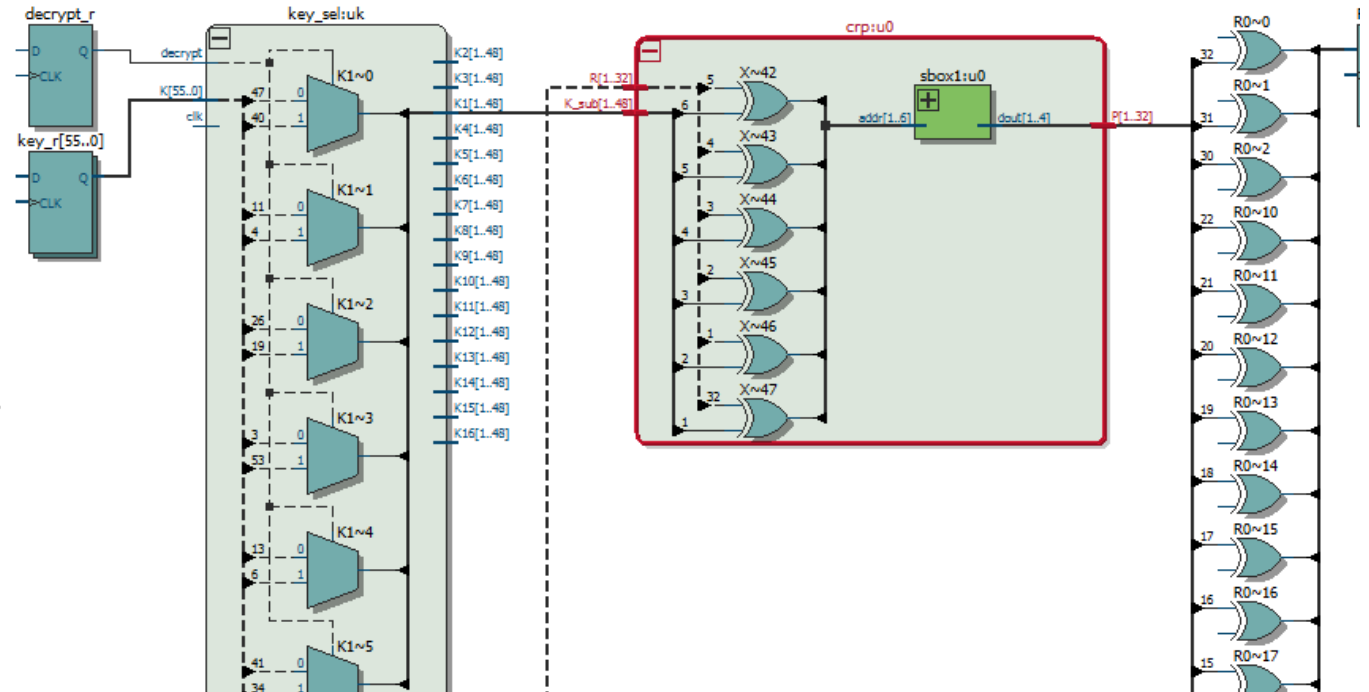 decrypt_r
D
Q
CLK
key_r[55..0]
D
Q
CLK
key_sel:uk
decrypt
K[55..0]
clk
K1~0
47
0
40
1
K1~1
11
0
4
1
K1~2
26
0
19
1
K1~3
3
0
53
1
K1~4
13
0
6
1
K1~5
41
0
34
1
K2[1..48]
K3[1..48]
K1[1..48]
K4[1..48]
K5[1..48]
K6[1..48]
K7[1..48]
K8[1..48]
K9[1..48]
K10[1..48]
K11[1..48]
K12[1..48]
K13[1..48]
K14[1..48]
K15[1..48]
K16[1..48]
crp:u0
R[1..32]
K_sub[1..48]
X~42
5
6
X~43
4
5
X~44
3
4
X~45
2
3
X~46
1
2
X~47
32
1
sbox1:u0
addr[1..6]
dout[1..4]
P[1..32]
R0~0
32
R0~1
31
R0~2
30
R0~10
22
R0~11
21
R0~12
20
R0~13
19
R0~14
18
R0~15
17
R0~16
16
R0~17
15